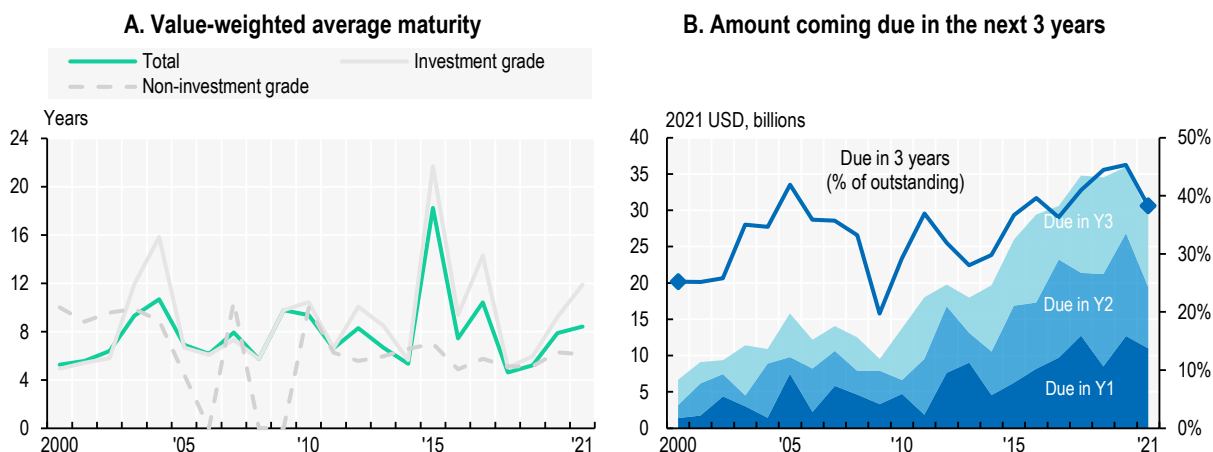 A. Value-weighted average maturity
Total
Investment grade
Non-investment grade
Years
24
20
16
12
8
4
0
2000
'05
'10
'15
'21
B. Amount coming due in the next 3 years
2021 USD, billions
40
35
30
25
20
15
10
5
0
50%
40%
30%
20%
10%
0%
Due in 3 years
(% of outstanding)
Due in Y3
Due in Y2
Due in Y1
2000
'05
'10
'15
'21